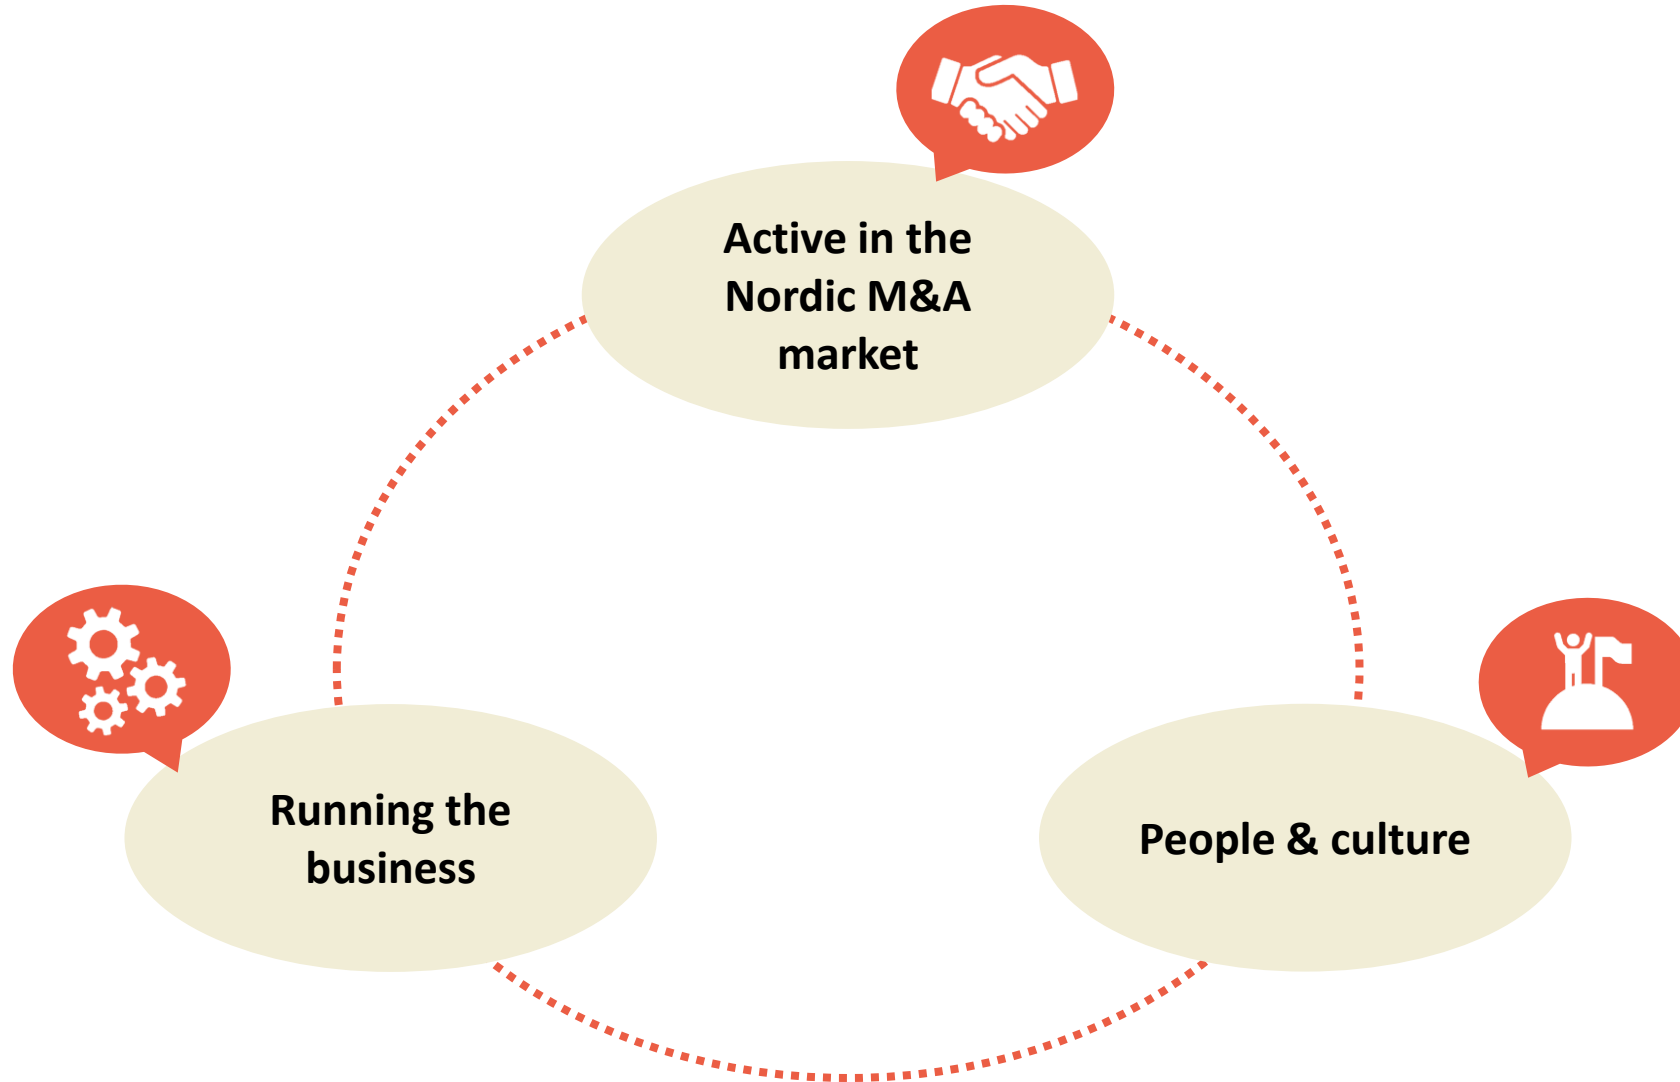 Active in the
Nordic M&A
market
Running the
business
People & culture